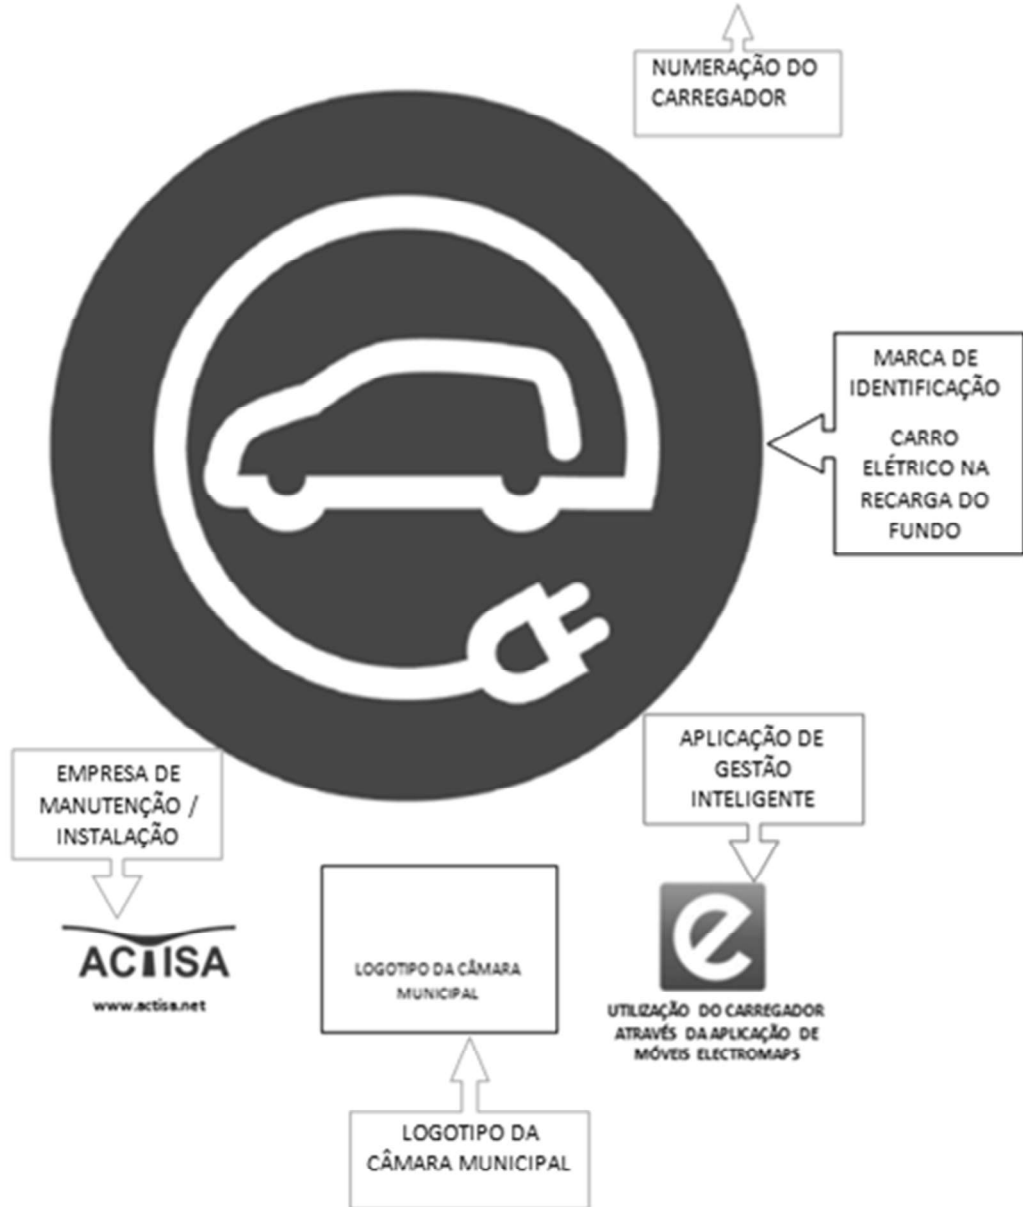 NUMERAÇÃO DO
CARREGADOR
MARCA DE
IDENTIFICAÇÃO
CARRO
ELÉTRICO NA
RECARGA DO
FUNDO
APLICAÇÃO DE
GESTÃO
INTELIGENTE
EMPRESA DE
MANUTENÇÃO /
INSTALAÇÃO
ACTISA
www.actisa.net
LOGOTIPO DA CÂMARA
MUNICIPAL
e
UTILIZAÇÃO DO CARREGADOR
ATRAVÉS DA APLICAÇÃO DE
MÓVEIS ELECTROMAPS
LOGOTIPO DA
CÂMARA MUNICIPAL